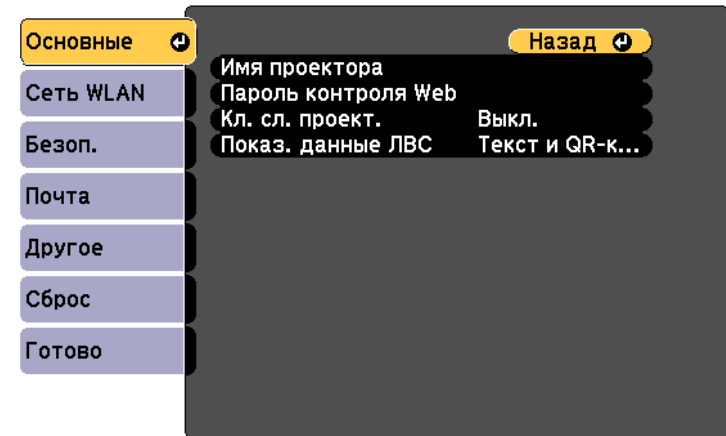 Основные
Назад
Имя проектора
Сеть WLAN
Пароль контроля Web
Кл. сл. проект. Выкл.
Безоп.
Показ. данные ЛВС Текст и QR-к...
Почта
Другое
Сброс
Готово